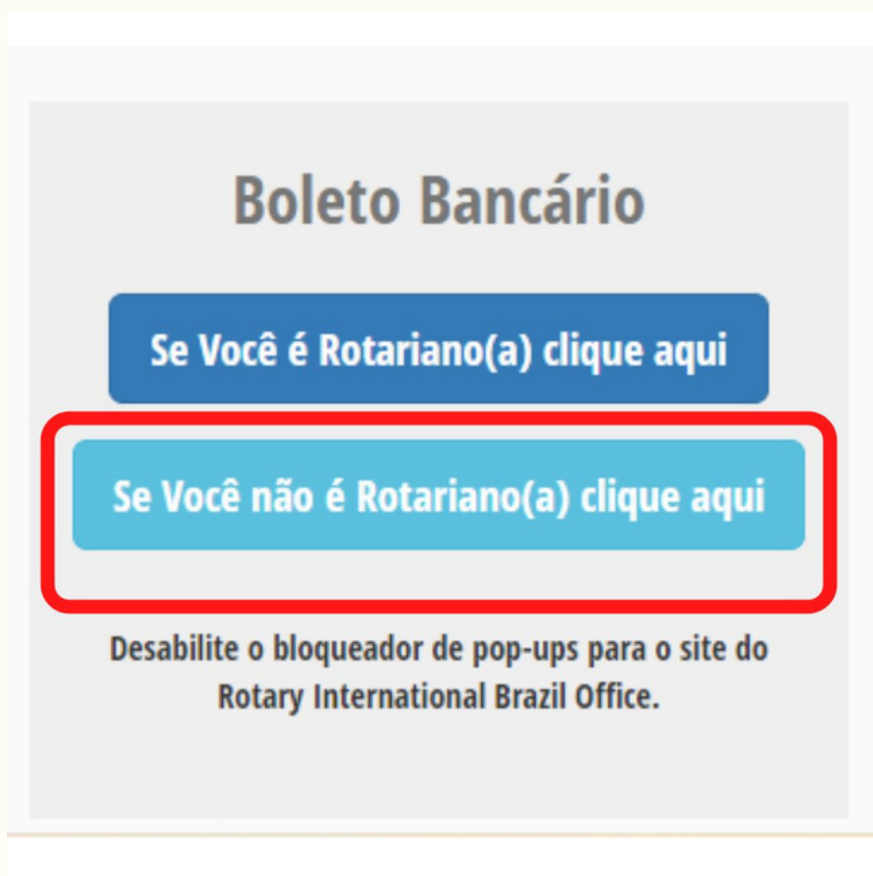 Boleto Bancário
Se Você é Rotariano(a) clique aqui
Se Você não é Rotariano(a) clique aqui
Desabilite o bloqueador de pop-ups para o site do
Rotary International Brazil Office.